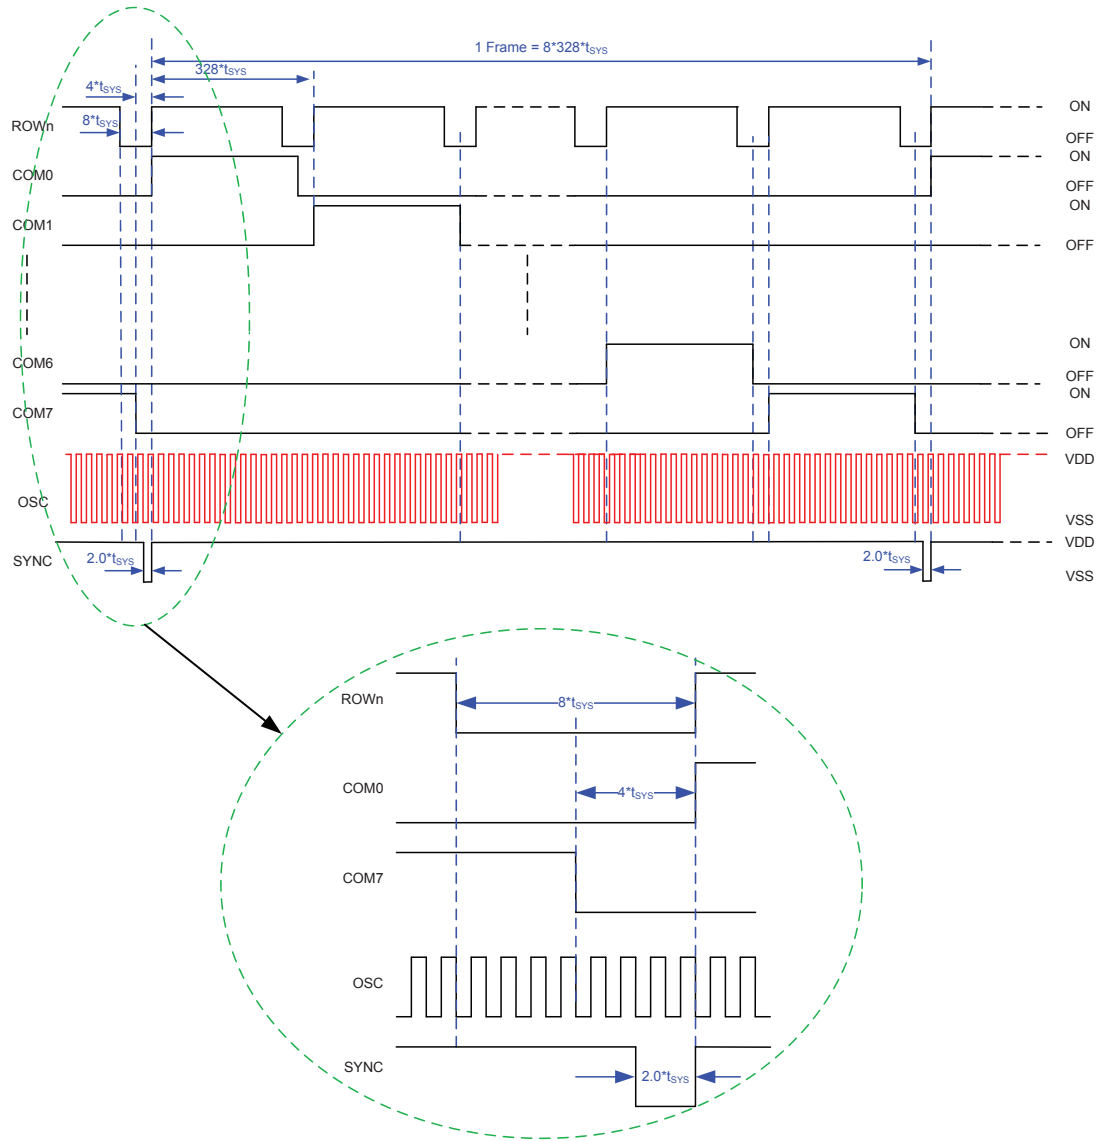 1 Frame = 8*328*tSYS
328*tSYS
4*tSYS
ROWn
8*tSYS
ON
OFF
COM0
ON
OFF
COM1
ON
OFF
COM6
ON
OFF
COM7
ON
OFF
OSC
VDD
VSS
SYNC
2.0*tSYS
2.0*tSYS
VDD
VSS
ROWn
8*tSYS
COM0
4*tSYS
COM7
OSC
SYNC
2.0*tSYS